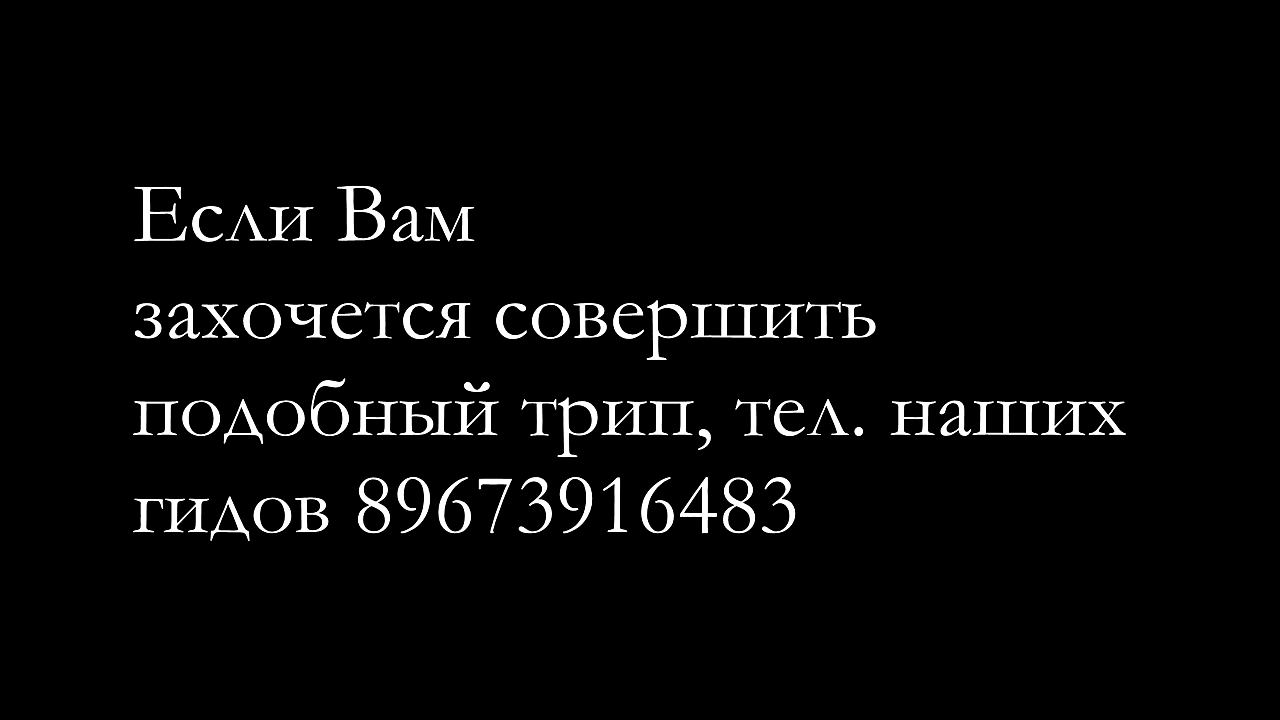 Если Вам
захочется совершить
подобный трип, тел. наших
гидов 89673916483